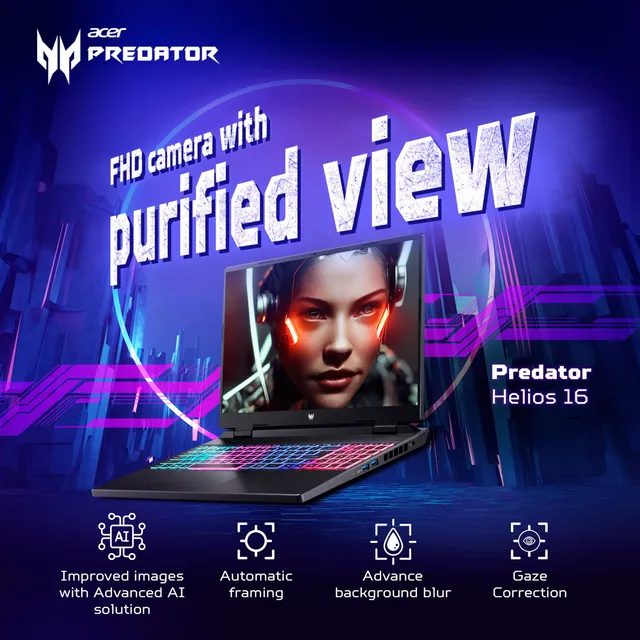 acer
PREDATOR
FHD camera with
purified view
Predator
Helios 16
AI
Improved images
with Advanced AI
solution
Automatic
framing
Advance
background blur
Gaze
Correction